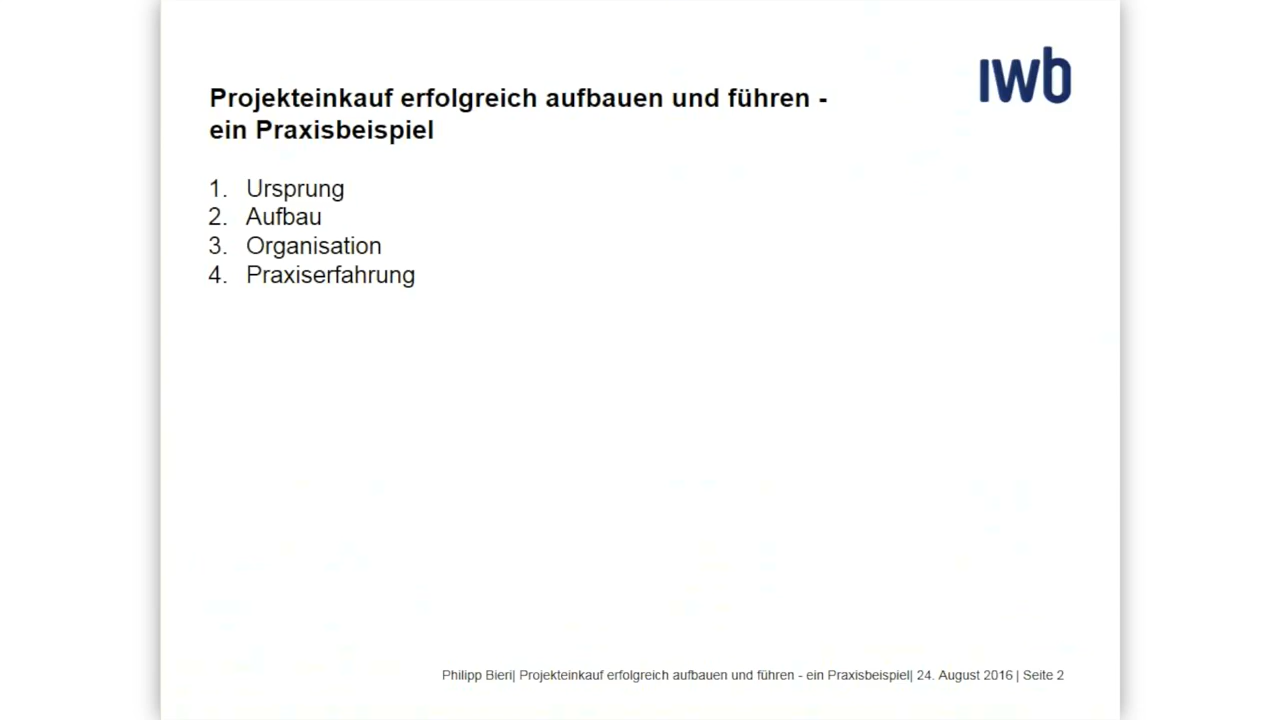 iwb
Projekteinkauf erfolgreich aufbauen und führen -
ein Praxisbeispiel
1. Ursprung
2. Aufbau
3. Organisation
4. Praxiserfahrung
Philipp Bieri| Projekteinkauf erfolgreich aufbauen und führen - ein Praxisbeispiel| 24. August 2016 | Seite 2